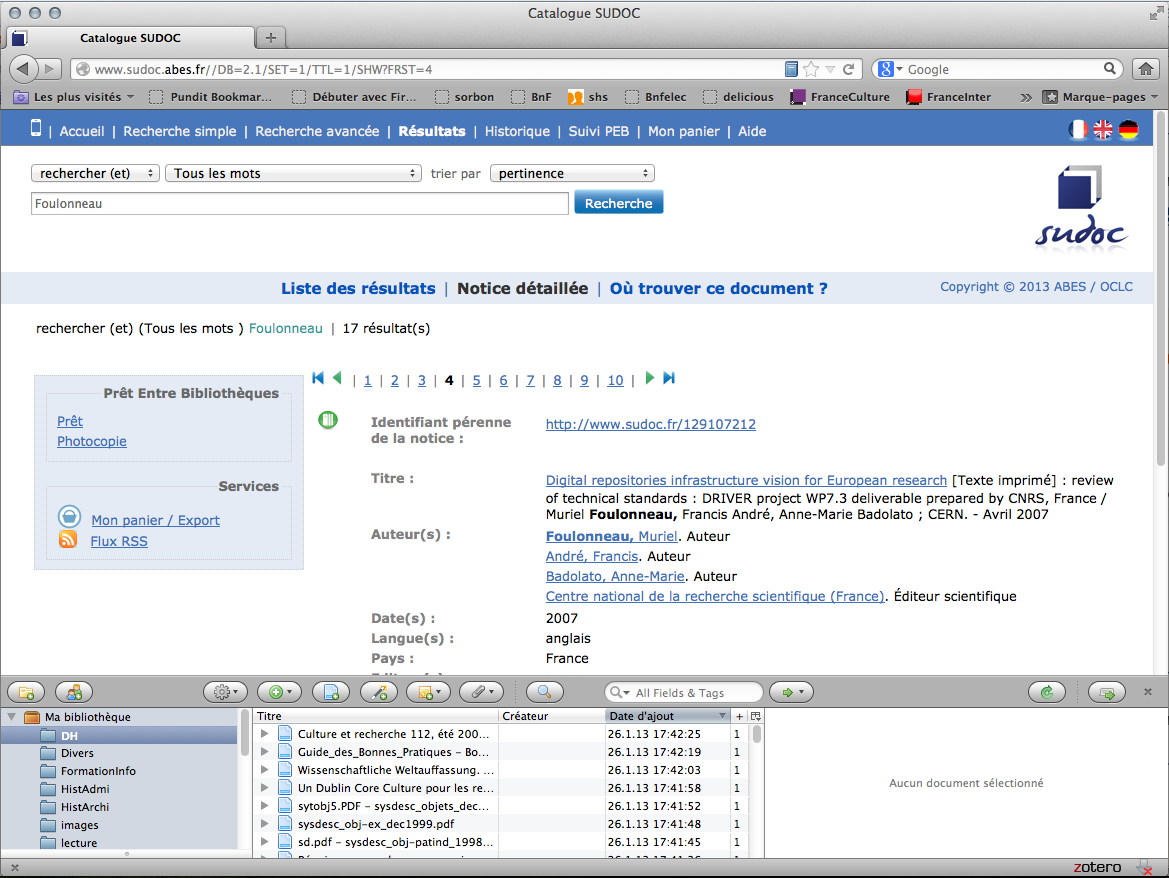 Catalogue SUDOC
Catalogue SUDOC
www.sudoc.abes.fr//DB=2.1/SET=1/TTL=1/SHW?FRST=4
Google
Les plus visités
Pundit Bookmar...
Débuter avec Fir...
sorbon
BnF
shs
Bnfelec
delicious
FranceCulture
FranceInter
Marque-pages
| Accueil | Recherche simple | Recherche avancée | Résultats | Historique | Suivi PEB | Mon panier | Aide
rechercher (et) Tous les mots trier par pertinence
Foulonneau Recherche
sudoc
Liste des résultats | Notice détaillée | Où trouver ce document ?
Copyright © 2013 ABES / OCLC
rechercher (et) (Tous les mots ) Foulonneau | 17 résultat(s)
Prêt Entre Bibliothèques
Prêt
Photocopie
Services
Mon panier / Export
Flux RSS
| 1 | 2 | 3 | 4 | 5 | 6 | 7 | 8 | 9 | 10 |
Identifiant pérenne
de la notice :
http://www.sudoc.fr/129107212
Titre :
Digital repositories infrastructure vision for European research [Texte imprimé] : review
of technical standards : DRIVER project WP7.3 deliverable prepared by CNRS, France /
Muriel Foulonneau, Francis André, Anne-Marie Badolato ; CERN. - Avril 2007
Auteur(s) :
Foulonneau, Muriel. Auteur
André, Francis. Auteur
Badolato, Anne-Marie. Auteur
Centre national de la recherche scientifique (France). Éditeur scientifique
Date(s) : 2007
Langue(s) : anglais
Pays : France
All Fields & Tags
Ma bibliothèque
DH
Divers
FormationInfo
HistAdmi
HistArchi
images
lecture
Titre Créateur Date d'ajout +
Culture et recherche 112, été 200... 26.1.13 17:42:25 1
Guide_des_Bonnes_Pratiques - Bo... 26.1.13 17:42:19 1
Wissenschaftliche Weltauffassung. ... 26.1.13 17:42:03 1
Un Dublin Core Culture pour les re... 26.1.13 17:41:58 1
sytobj5.PDF - sysdesc_objets_dec... 26.1.13 17:41:52 1
sysdesc_obj-ex_dec1999.pdf 26.1.13 17:41:48 1
sd.pdf - sysdesc_obj-patind_1998... 26.1.13 17:41:45 1
Aucun document sélectionné
zotero